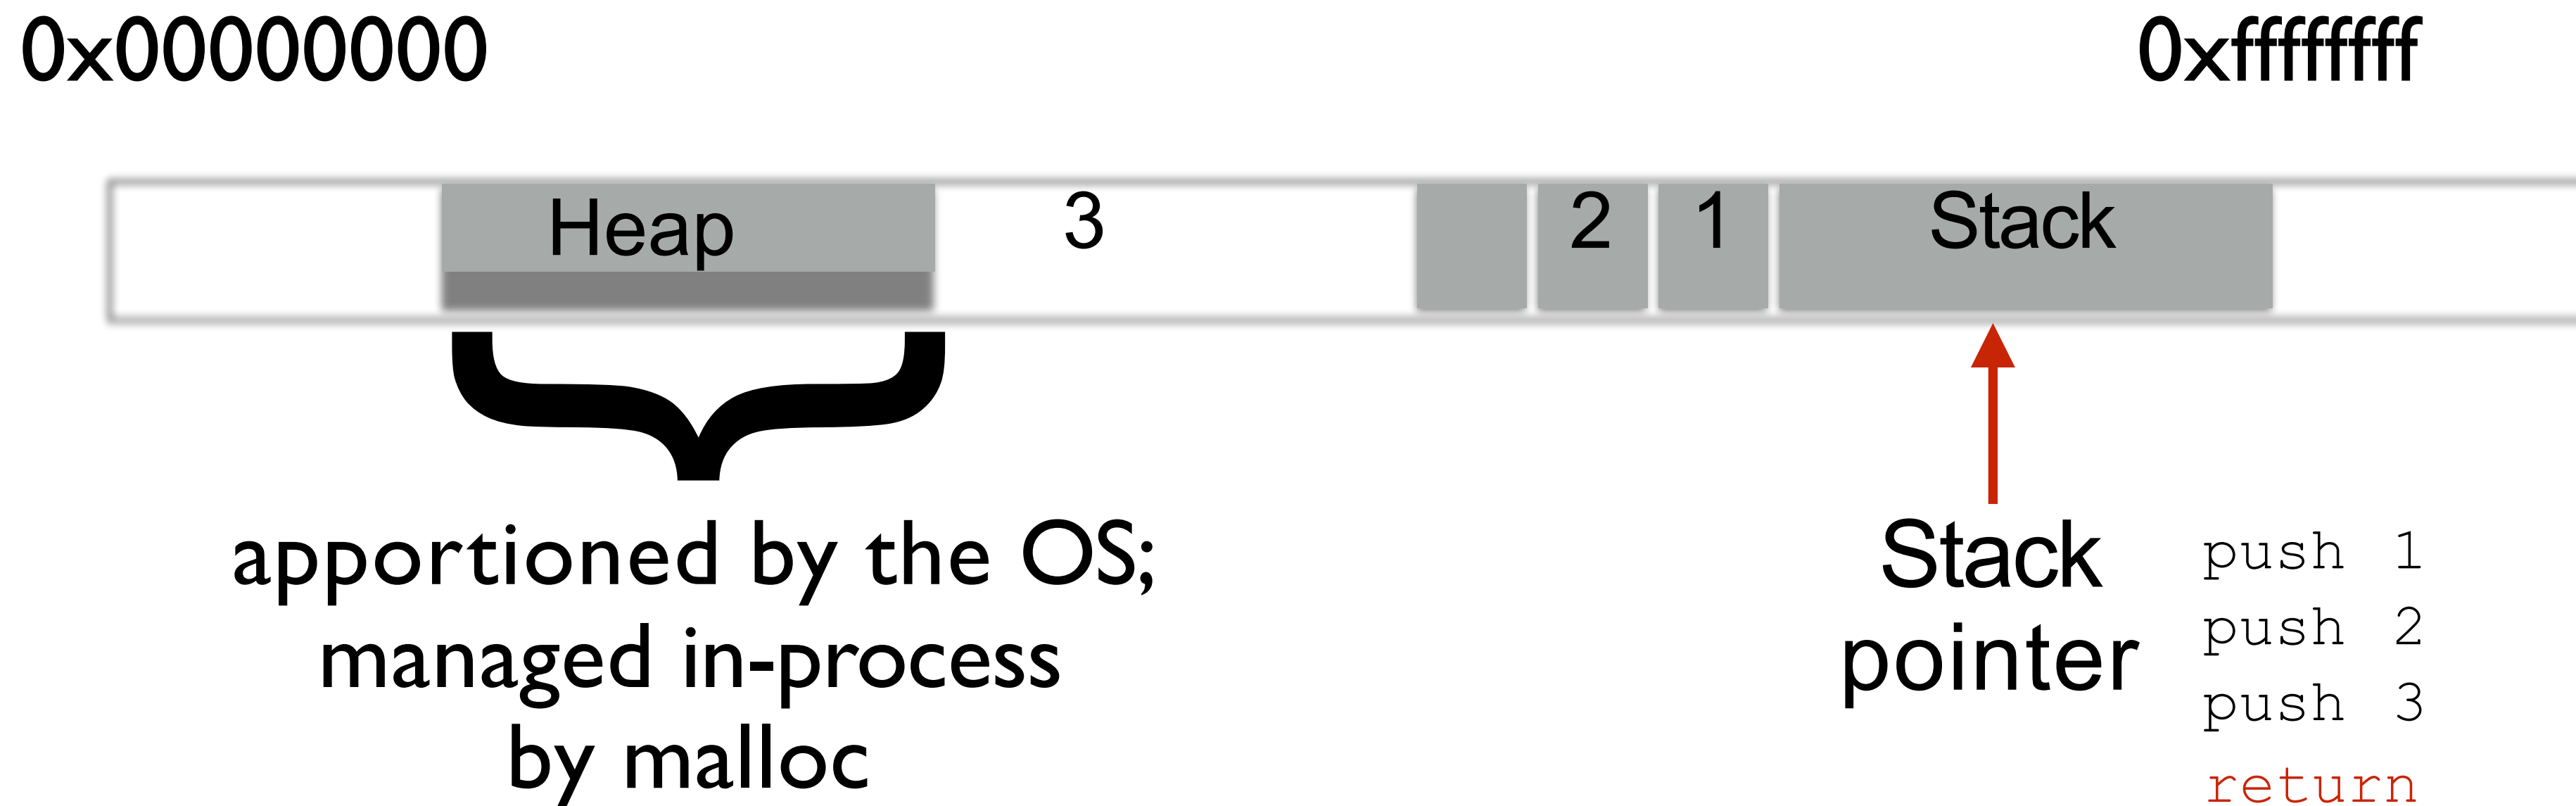 0x00000000
0xffffffff
Heap
3
2
1
Stack
apportioned by the OS;
managed in-process
by malloc
Stack
pointer
push 1
push 2
push 3
return